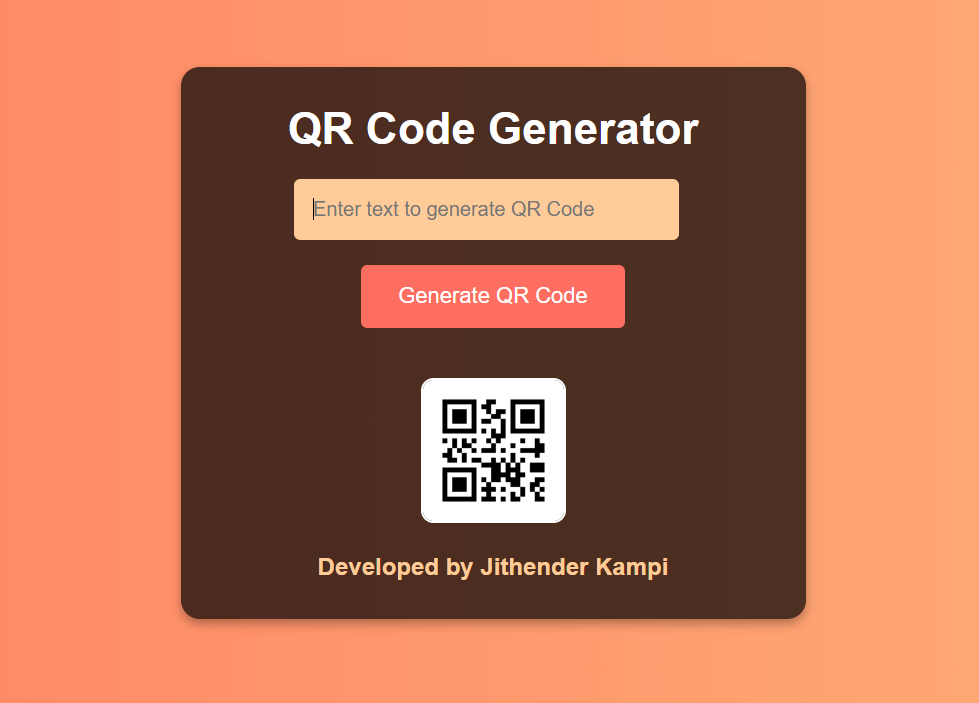 QR Code Generator
Enter text to generate QR Code
Generate QR Code
Developed by Jithender Kampi